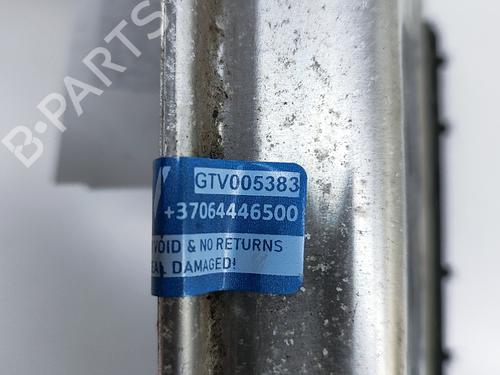 B-PARTS
GTV005383
+37064446500
VOID & NO RETURNS
DAMAGED!